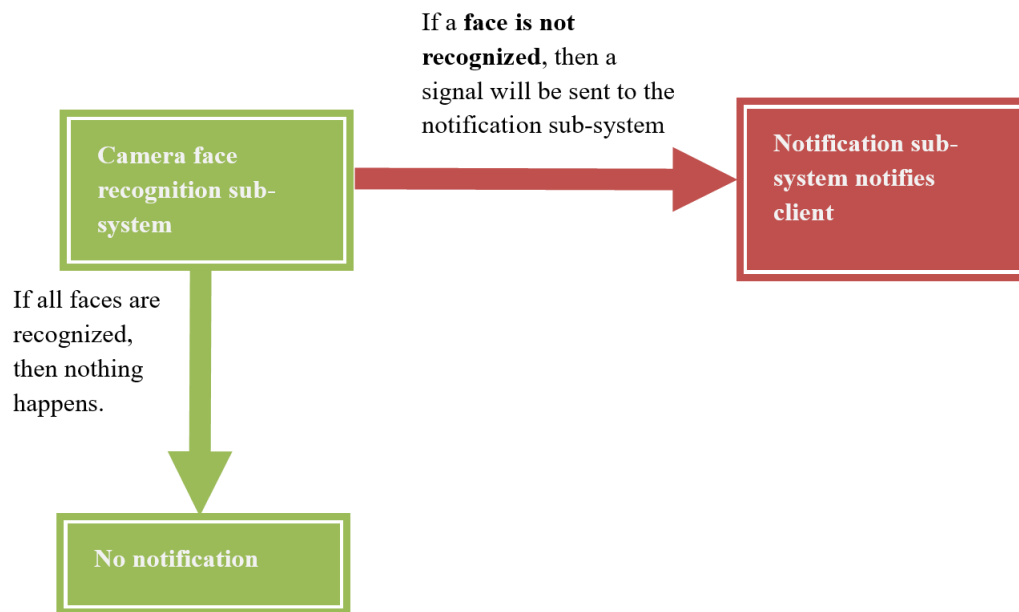 If a face is not
recognized, then a
signal will be sent to the
notification sub-system
Camera face
recognition sub-
system
Notification sub-
system notifies
client
If all faces are
recognized,
then nothing
happens.
No notification